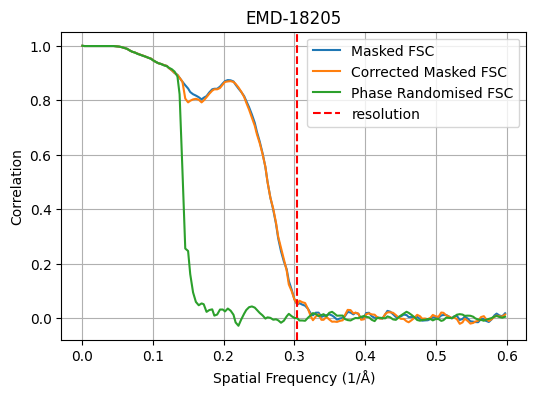 EMD-18205
Masked FSC
Corrected Masked FSC
Phase Randomised FSC
resolution
Correlation
1.0
0.8
0.6
0.4
0.2
0.0
0.0 0.1 0.2 0.3 0.4 0.5 0.6
Spatial Frequency (1/Å)